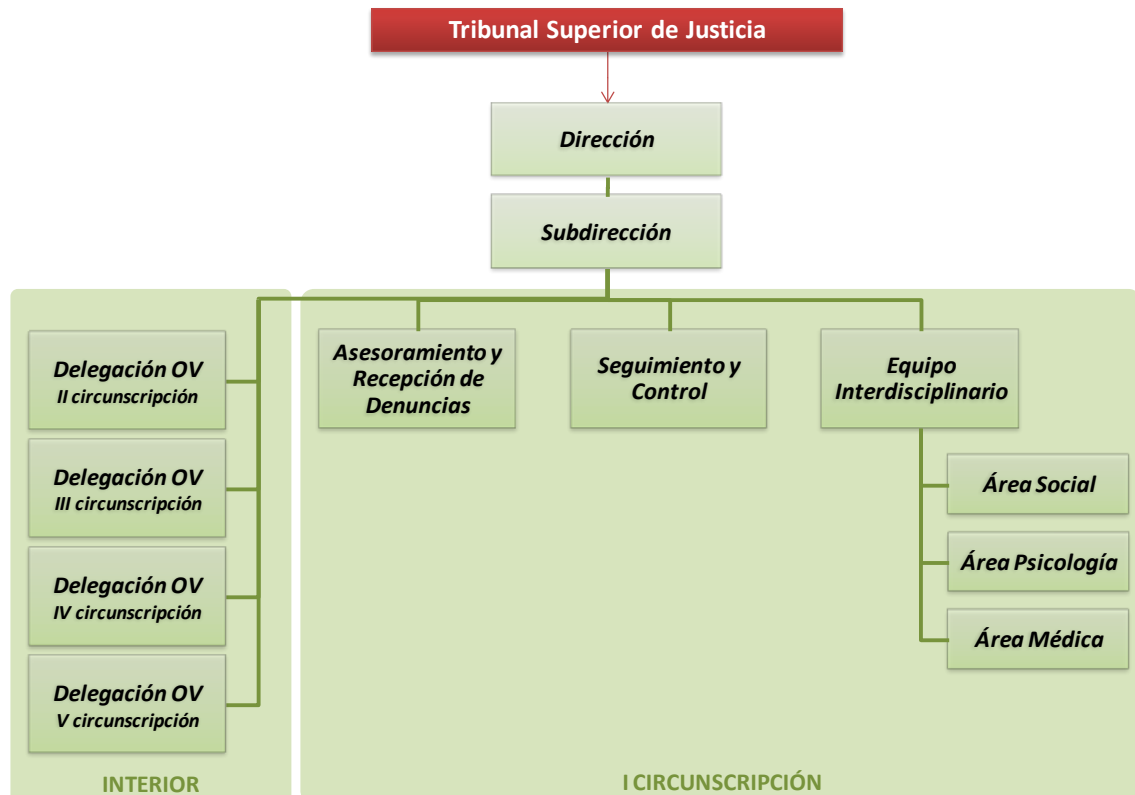 Tribunal Superior de Justicia
Dirección
Subdirección
Delegación OV
II circunscripción
Delegación OV
III circunscripción
Delegación OV
IV circunscripción
Delegación OV
V circunscripción
INTERIOR
Asesoramiento y
Recepción de
Denuncias
Seguimiento y
Control
Equipo
Interdisciplinario
Área Social
Área Psicología
Área Médica
I CIRCUNSCRIPCIÓN